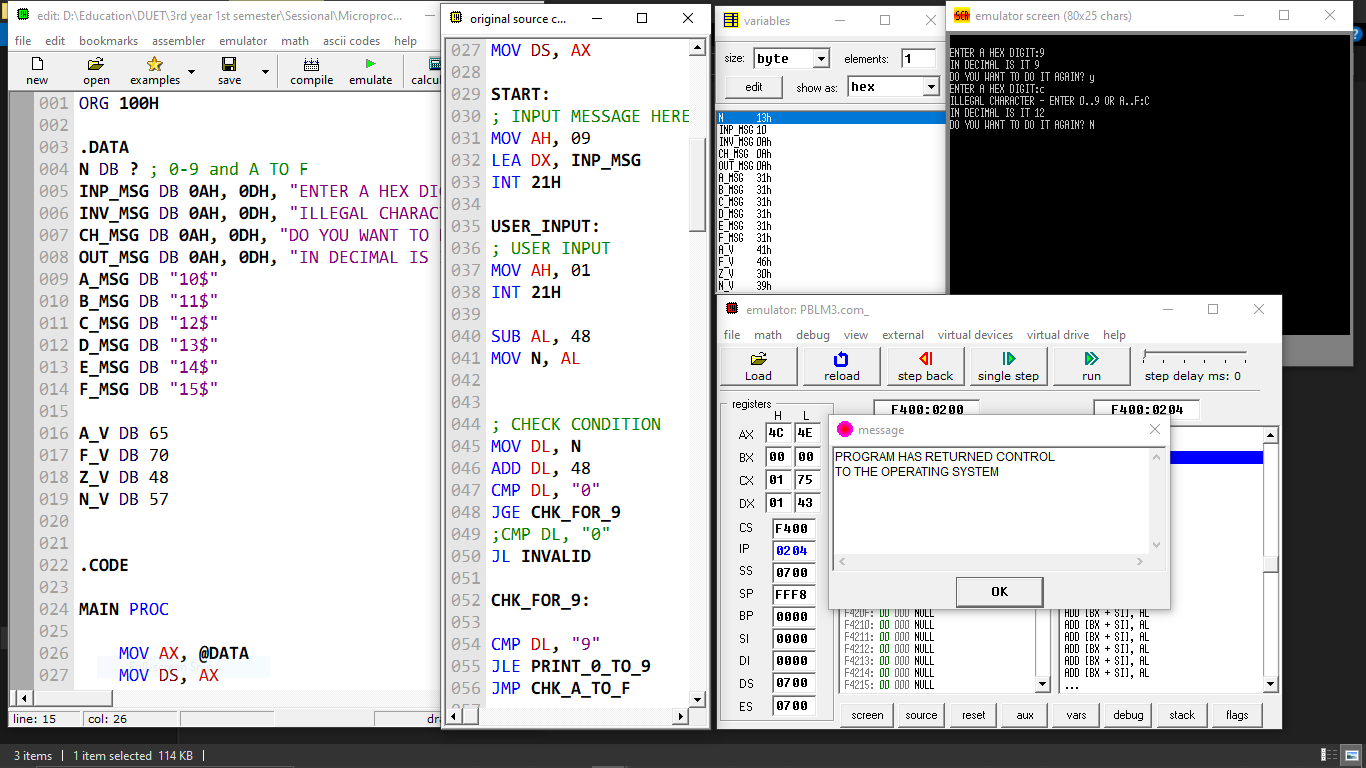 edit: D:\Education\DUET\3rd year 1st semester\Sessional\Microproc...
file edit bookmarks assembler emulator math ascii codes help
new open examples save compile emulate calcul
001 ORG 100H
002
003 .DATA
004 N DB ? ; 0-9 and A TO F
005 INP_MSG DB 0AH, 0DH, "ENTER A HEX DIG
006 INV_MSG DB 0AH, 0DH, "ILLEGAL CHARACT
007 CH_MSG DB 0AH, 0DH, "DO YOU WANT TO
008 OUT_MSG DB 0AH, 0DH, "IN DECIMAL IS
009 A_MSG DB "10$"
010 B_MSG DB "11$"
011 C_MSG DB "12$"
012 D_MSG DB "13$"
013 E_MSG DB "14$"
014 F_MSG DB "15$"
015
016 A_V DB 65
017 F_V DB 70
018 Z_V DB 48
019 N_V DB 57
020
021
022 .CODE
023
024 MAIN PROC
025
026 MOV AX, @DATA
027 MOV DS, AX
line: 15 col: 26 dra
3 items 1 item selected 114 KB
original source c...
027 MOV DS, AX
028
029 START:
030 ; INPUT MESSAGE HERE
031 MOV AH, 09
032 LEA DX, INP_MSG
033 INT 21H
034
035 USER_INPUT:
036 ; USER INPUT
037 MOV AH, 01
038 INT 21H
039
040 SUB AL, 48
041 MOV N, AL
042
043
044 ; CHECK CONDITION
045 MOV DL, N
046 ADD DL, 48
047 CMP DL, "0"
048 JGE CHK_FOR_9
049 ;CMP DL, "0"
050 JL INVALID
051
052 CHK_FOR_9:
053
054 CMP DL, "9"
055 JLE PRINT_0_TO_9
056 JMP CHK_A_TO_F
variables
size: byte elements: 1
edit show as: hex
N 13h
INP_MSG 10
INV_MSG 0Ah
CH_MSG 0Ah
OUT_MSG 0Ah
A_MSG 31h
B_MSG 31h
C_MSG 31h
D_MSG 31h
E_MSG 31h
F_MSG 31h
A_V 41h
F_V 46h
Z_V 30h
N_V 39h
SCR emulator screen (80x25 chars)
ENTER A HEX DIGIT:9
IN DECIMAL IS IT 9
DO YOU WANT TO DO IT AGAIN? y
ENTER A HEX DIGIT:c
ILLEGAL CHARACTER - ENTER 0..9 OR A..F:C
IN DECIMAL IS IT 12
DO YOU WANT TO DO IT AGAIN? N
emulator: PBLM3.com_
file math debug view external virtual devices virtual drive help
Load reload step back single step run step delay ms: 0
registers F400:0200 F400:0204
H L
AX 4C 4E
BX 00 00
CX 01 75
DX 01 43
CS F400
IP 0204
SS 0700
SP FFF8
BP 0000
SI 0000
DI 0000
DS 0700
ES 0700
message
PROGRAM HAS RETURNED CONTROL
TO THE OPERATING SYSTEM
OK
F420F: 00 000 NULL ADD [BX + SI], AL
F4210: 00 000 NULL ADD [BX + SI], AL
F4211: 00 000 NULL ADD [BX + SI], AL
F4212: 00 000 NULL ADD [BX + SI], AL
F4213: 00 000 NULL ADD [BX + SI], AL
F4214: 00 000 NULL ADD [BX + SI], AL
F4215: 00 000 NULL ...
screen source reset aux vars debug stack flags